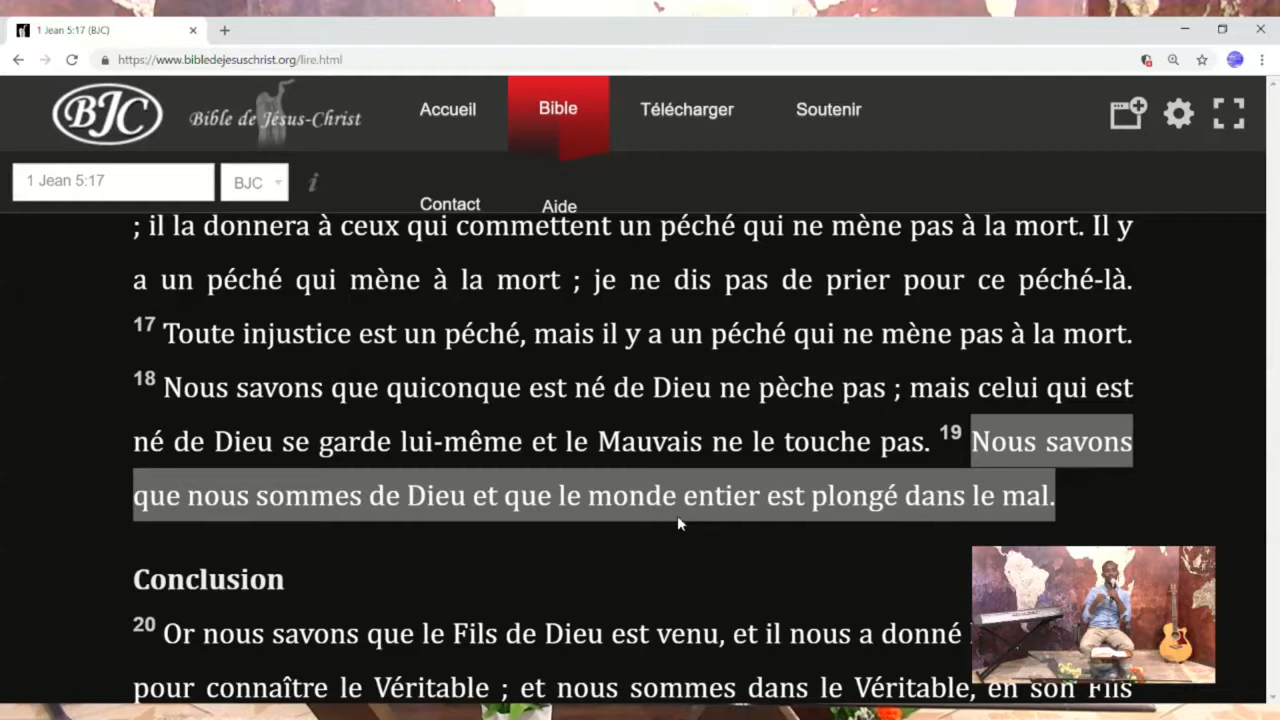 1 Jean 5:17 (BJC)
https://www.bibledejesuschrist.org/lire.html
BJC
Bible de Jésus-Christ
Accueil
Bible
Télécharger
Soutenir
1 Jean 5:17
BJC
i
Contact
Aide
; il la donnera à ceux qui commettent un péché qui ne mène pas à la mort. Il y
a un péché qui mène à la mort ; je ne dis pas de prier pour ce péché-là.
17 Toute injustice est un péché, mais il y a un péché qui ne mène pas à la mort.
18 Nous savons que quiconque est né de Dieu ne pèche pas ; mais celui qui est
né de Dieu se garde lui-même et le Mauvais ne le touche pas. 19 Nous savons
que nous sommes de Dieu et que le monde entier est plongé dans le mal.
Conclusion
20 Or nous savons que le Fils de Dieu est venu, et il nous a donné
pour connaître le Véritable ; et nous sommes dans le Véritable, en son Fils